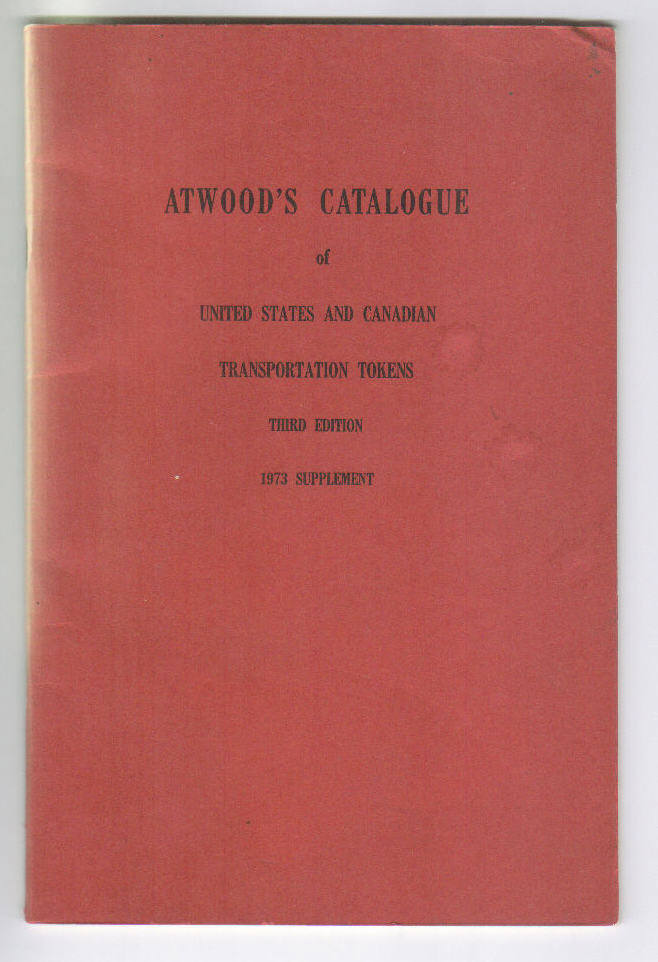 ATWOOD'S CATALOGUE
of
UNITED STATES AND CANADIAN
TRANSPORTATION TOKENS
THIRD EDITION
1973 SUPPLEMENT